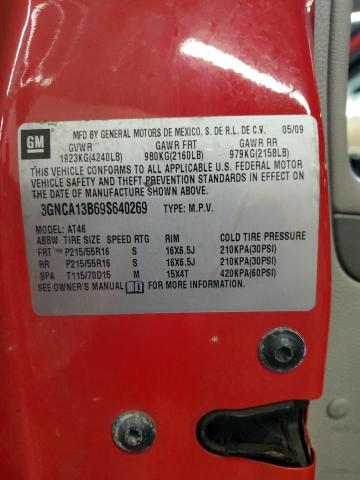 GM
MFD BY GENERAL MOTORS DE MEXICO, S. DE R.L. DE C.V. 05/09
GVWR GAWR FRT GAWR RR
1923KG(4240LB) 980KG(2160LB) 979KG(2158LB)
THIS VEHICLE CONFORMS TO ALL APPLICABLE U.S. FEDERAL MOTOR
VEHICLE SAFETY AND THEFT PREVENTION STANDARDS IN EFFECT ON
THE DATE OF MANUFACTURE SHOWN ABOVE.
3GNCA13B69S640269 TYPE: M.P.V.
MODEL: AT46
ABBW TIRE SIZE SPEED RTG RIM COLD TIRE PRESSURE
FRT P215/55R16 S 16X6.5J 210KPA(30PSI)
RR P215/55R16 S 16X6.5J 210KPA(30PSI)
SPA T115/70D15 M 15X4T 420KPA(60PSI)
SEE OWNER'S MANUAL FOR MORE INFORMATION.